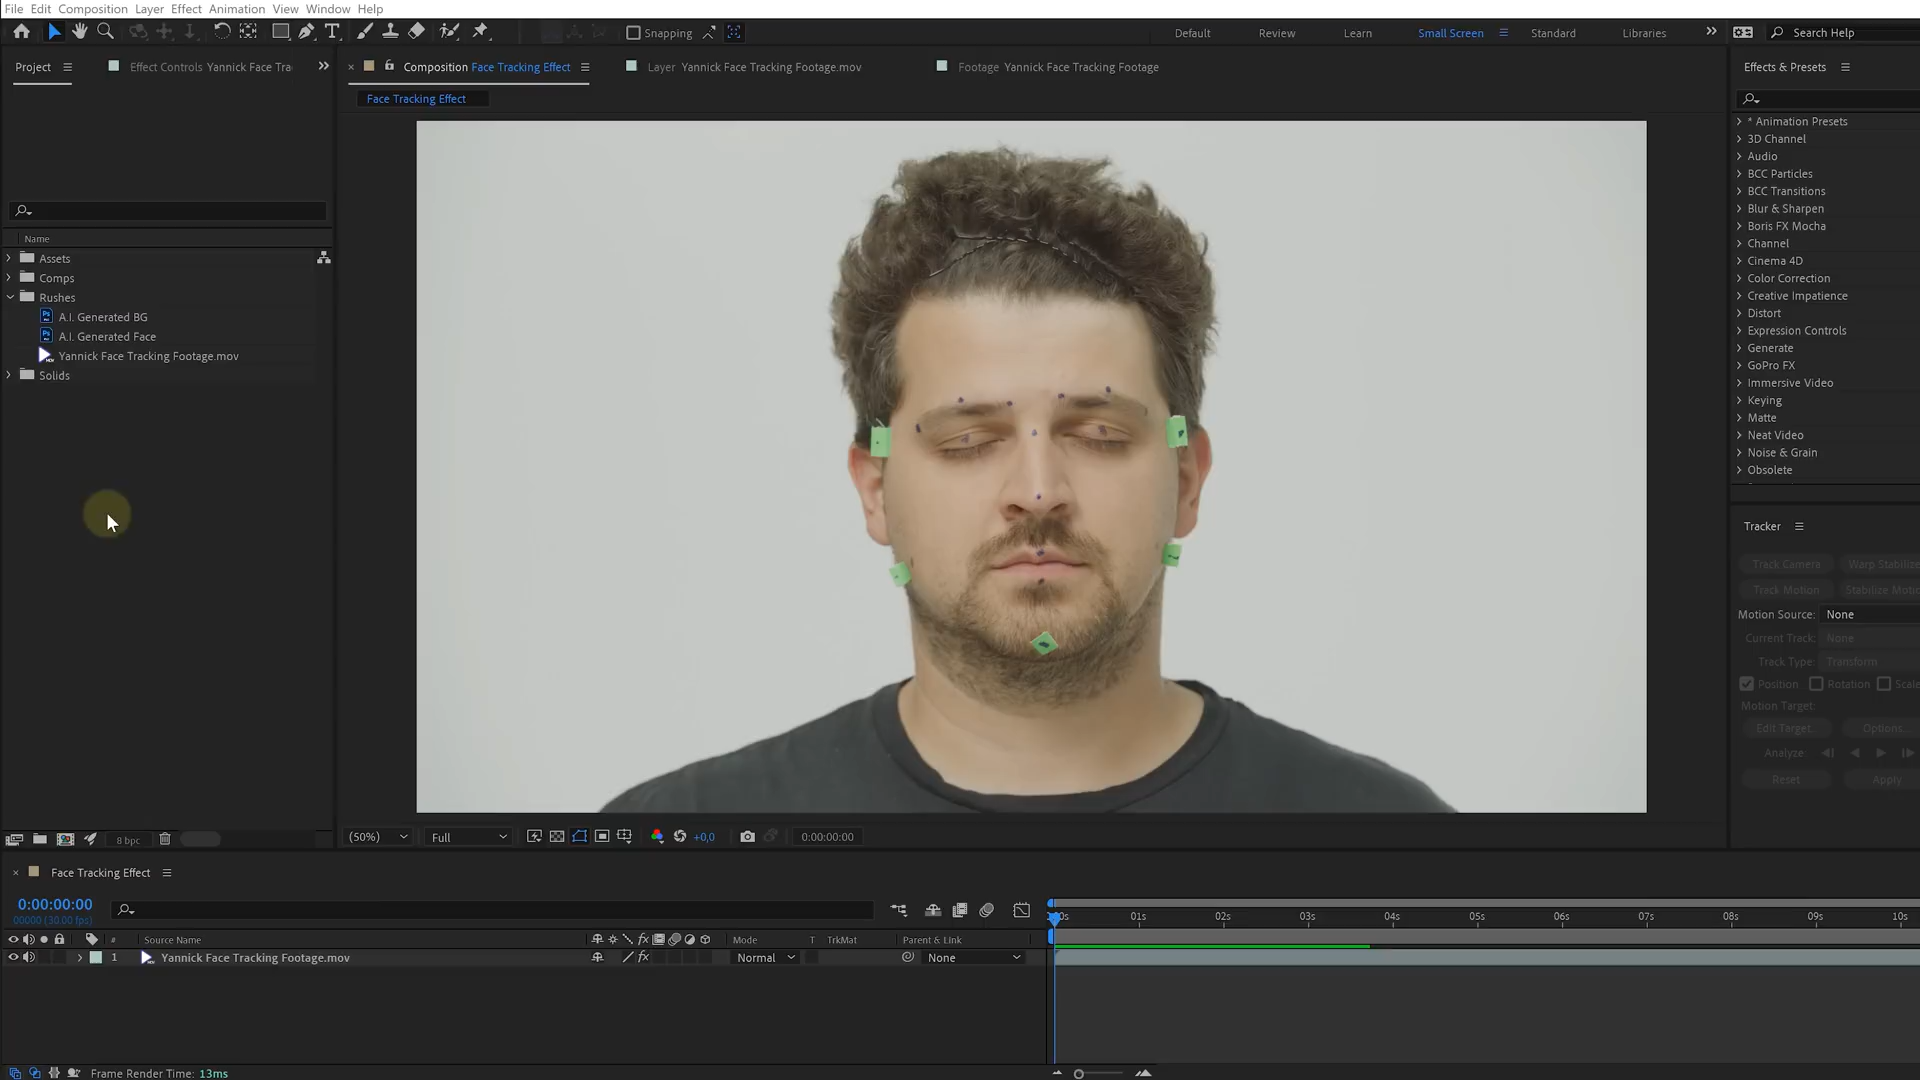 File Edit Composition Layer Effect Animation View Window Help
Snapping
Default Review Learn Small Screen Standard Libraries Search Help
Project Effect Controls Yannick Face Tra
Composition Face Tracking Effect Layer Yannick Face Tracking Footage.mov Footage Yannick Face Tracking Footage
Effects & Presets
Face Tracking Effect
Name
Assets
Comps
Rushes
A.I. Generated BG
A.I. Generated Face
Yannick Face Tracking Footage.mov
Solids
* Animation Presets
3D Channel
Audio
BCC Particles
BCC Transitions
Blur & Sharpen
Boris FX Mocha
Channel
Cinema 4D
Color Correction
Creative Impatience
Distort
Expression Controls
Generate
GoPro FX
Immersive Video
Keying
Matte
Neat Video
Noise & Grain
Obsolete
Tracker
Track Camera Warp Stabilize
Track Motion Stabilize Motio
Motion Source: None
Current Track: None
Track Type: Transform
Position Rotation Scale
Motion Target:
Edit Target... Options...
Analyze:
Reset Apply
8 bpc
(50%) Full +0,0 0:00:00:00
Face Tracking Effect
0:00:00:00
00000 (30.00 fps)
01s 02s 03s 04s 05s 06s 07s 08s 09s 10s
# Source Name Mode T TrkMat Parent & Link
1 Yannick Face Tracking Footage.mov Normal None
Frame Render Time: 13ms